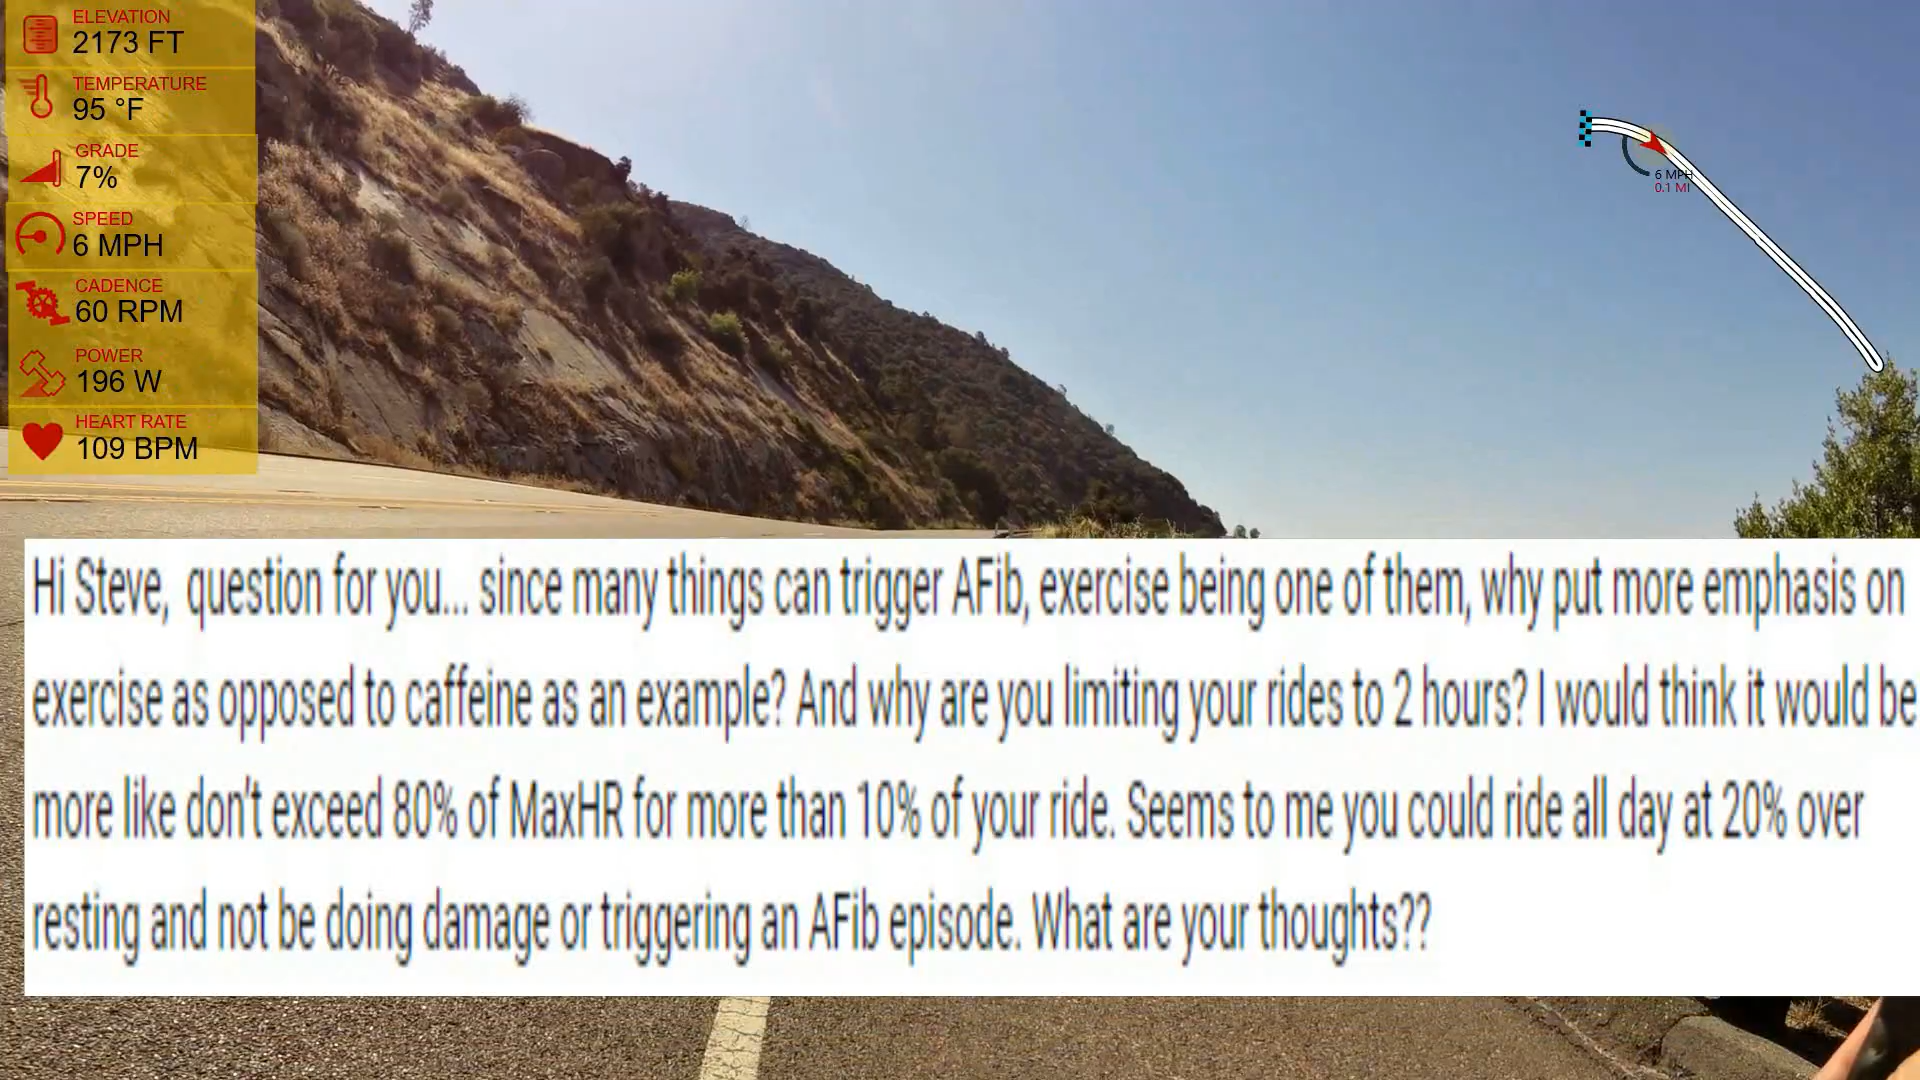 ELEVATION
2173 FT
TEMPERATURE
95 °F
GRADE
7%
SPEED
6 MPH
CADENCE
60 RPM
POWER
196 W
HEART RATE
109 BPM
6 MPH
0.1 MI
Hi Steve, question for you... since many things can trigger AFib, exercise being one of them, why put more emphasis on
exercise as opposed to caffeine as an example? And why are you limiting your rides to 2 hours? I would think it would be
more like don't exceed 80% of MaxHR for more than 10% of your ride. Seems to me you could ride all day at 20% over
resting and not be doing damage or triggering an AFib episode. What are your thoughts??